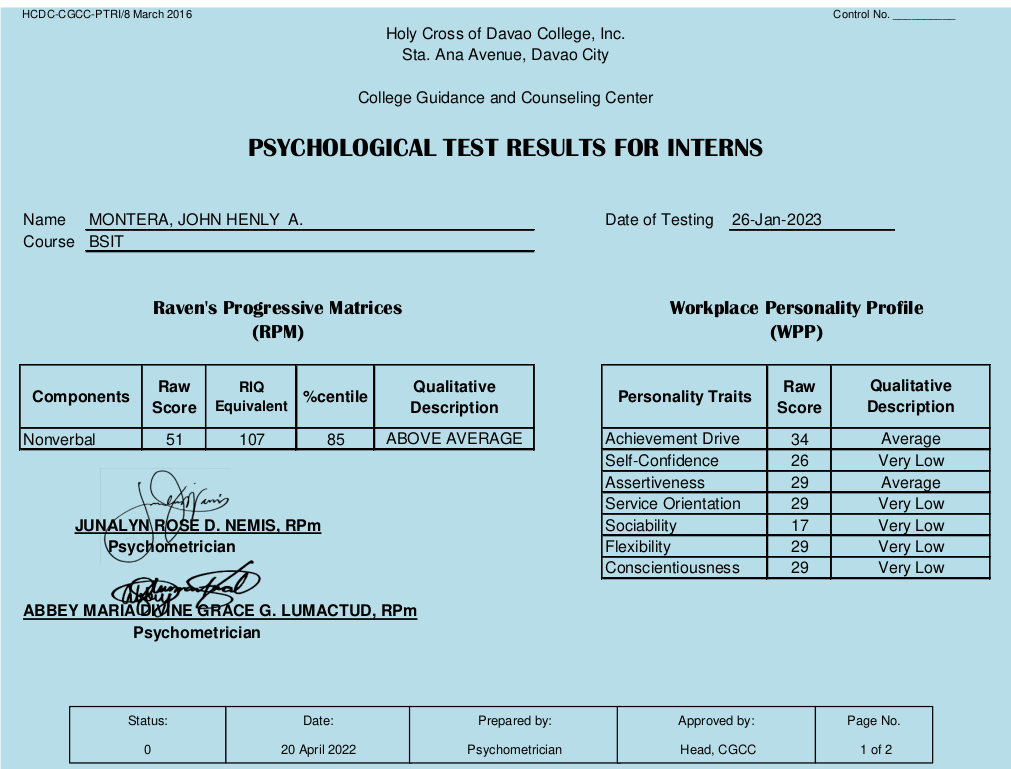 HCDC-CGCC-PTRI/8 March 2016
Control No. __________
Holy Cross of Davao College, Inc.
Sta. Ana Avenue, Davao City
College Guidance and Counseling Center
PSYCHOLOGICAL TEST RESULTS FOR INTERNS
Name MONTERA, JOHN HENLY A.
Date of Testing 26-Jan-2023
Course BSIT
Raven's Progressive Matrices
(RPM)
Components Raw Score RIQ Equivalent %centile Qualitative Description
Nonverbal 51 107 85 ABOVE AVERAGE
JUNALYN ROSE D. NEMIS, RPm
Psychometrician
ABBEY MARIA DIVINE GRACE G. LUMACTUD, RPm
Psychometrician
Workplace Personality Profile
(WPP)
Personality Traits Raw Score Qualitative Description
Achievement Drive 34 Average
Self-Confidence 26 Very Low
Assertiveness 29 Average
Service Orientation 29 Very Low
Sociability 17 Very Low
Flexibility 29 Very Low
Conscientiousness 29 Very Low
Status: Date: Prepared by: Approved by: Page No.
0 20 April 2022 Psychometrician Head, CGCC 1 of 2